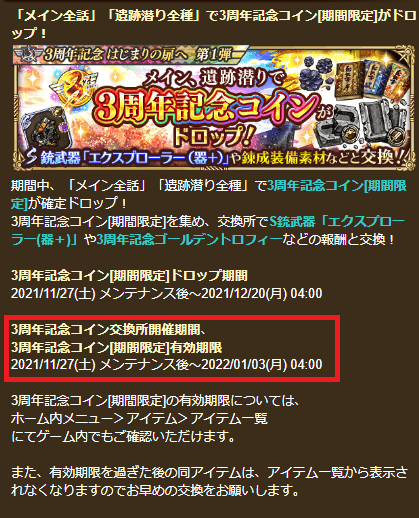 「メイン全話」「遺跡潜り全種」で3周年記念コイン[期間限定]がドロ
ップ！
3周年記念 はじまりの扉へ 第1弾
メイン、遺跡潜りで
3周年記念コインが
ドロップ!
S 銃武器「エクスプローラー（器+）」や錬成装備素材などと交換！
期間中、「メイン全話」「遺跡潜り全種」で3周年記念コイン[期間限
定]が確定ドロップ！
3周年記念コイン[期間限定]を集め、交換所でS銃武器「エクスプロー
ラー(器＋)」や3周年記念ゴールデントロフィーなどの報酬と交換！
3周年記念コイン[期間限定]ドロップ期間
2021/11/27(土) メンテナンス後～2021/12/20(月) 04:00
3周年記念コイン交換所開催期間、
3周年記念コイン[期間限定]有効期限
2021/11/27(土) メンテナンス後～2022/01/03(月) 04:00
3周年記念コイン[期間限定]の有効期限については、
ホーム内メニュー＞アイテム＞アイテム一覧
にてゲーム内でもご確認いただけます。
また、有効期限を過ぎた後の同アイテムは、アイテム一覧から表示さ
れなくなりますのでお早めの交換をお願いします。